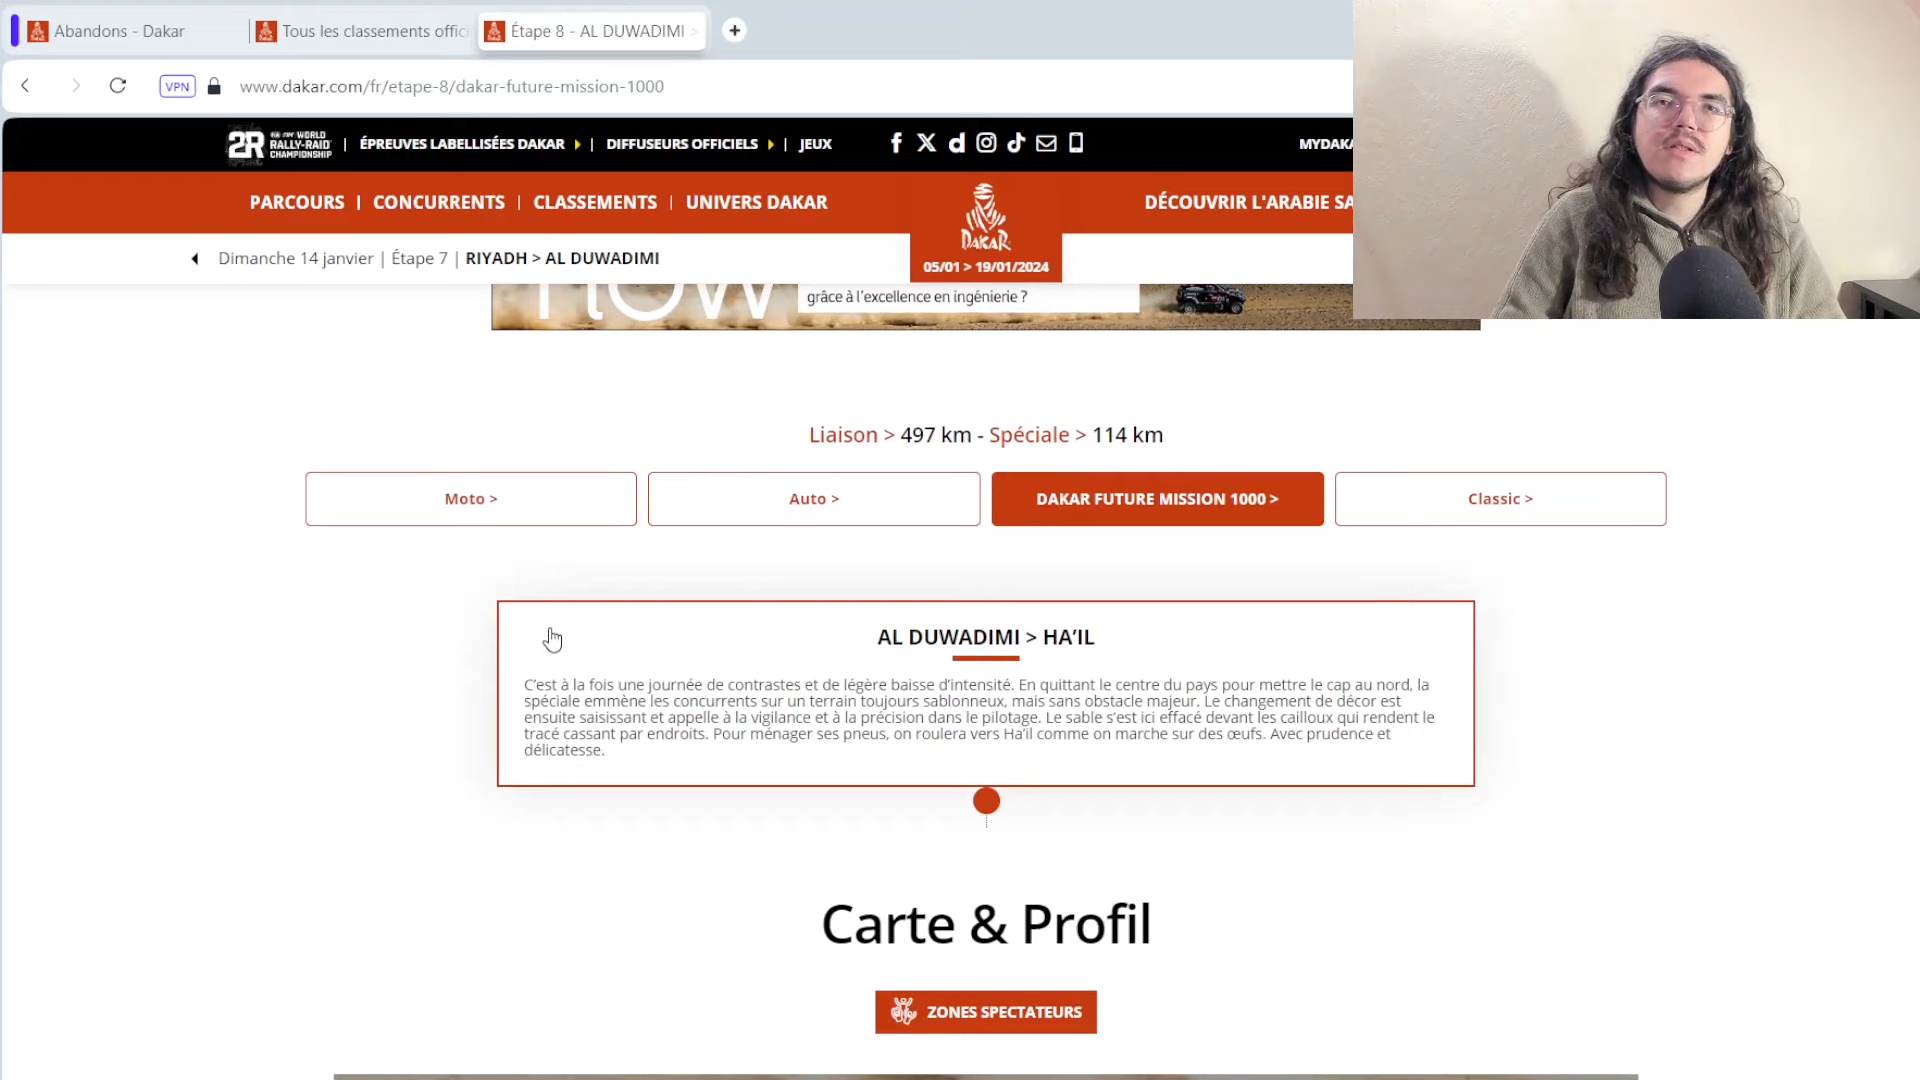 Abandons - Dakar
Tous les classements offic
Étape 8 - AL DUWADIMI >
VPN
www.dakar.com/fr/etape-8/dakar-future-mission-1000
2R WORLD RALLY-RAID CHAMPIONSHIP
ÉPREUVES LABELLISÉES DAKAR | DIFFUSEURS OFFICIELS | JEUX
MYDAKA
PARCOURS | CONCURRENTS | CLASSEMENTS | UNIVERS DAKAR
DAKAR
05/01 > 19/01/2024
DÉCOUVRIR L'ARABIE SA
Dimanche 14 janvier | Étape 7 | RIYADH > AL DUWADIMI
grâce à l'excellence en ingénierie ?
Liaison > 497 km - Spéciale > 114 km
Moto >
Auto >
DAKAR FUTURE MISSION 1000 >
Classic >
AL DUWADIMI > HA'IL
C'est à la fois une journée de contrastes et de légère baisse d'intensité. En quittant le centre du pays pour mettre le cap au nord, la
spéciale emmène les concurrents sur un terrain toujours sablonneux, mais sans obstacle majeur. Le changement de décor est
ensuite saisissant et appelle à la vigilance et à la précision dans le pilotage. Le sable s'est ici effacé devant les cailloux qui rendent le
tracé cassant par endroits. Pour ménager ses pneus, on roulera vers Ha'il comme on marche sur des œufs. Avec prudence et
délicatesse.
Carte & Profil
ZONES SPECTATEURS